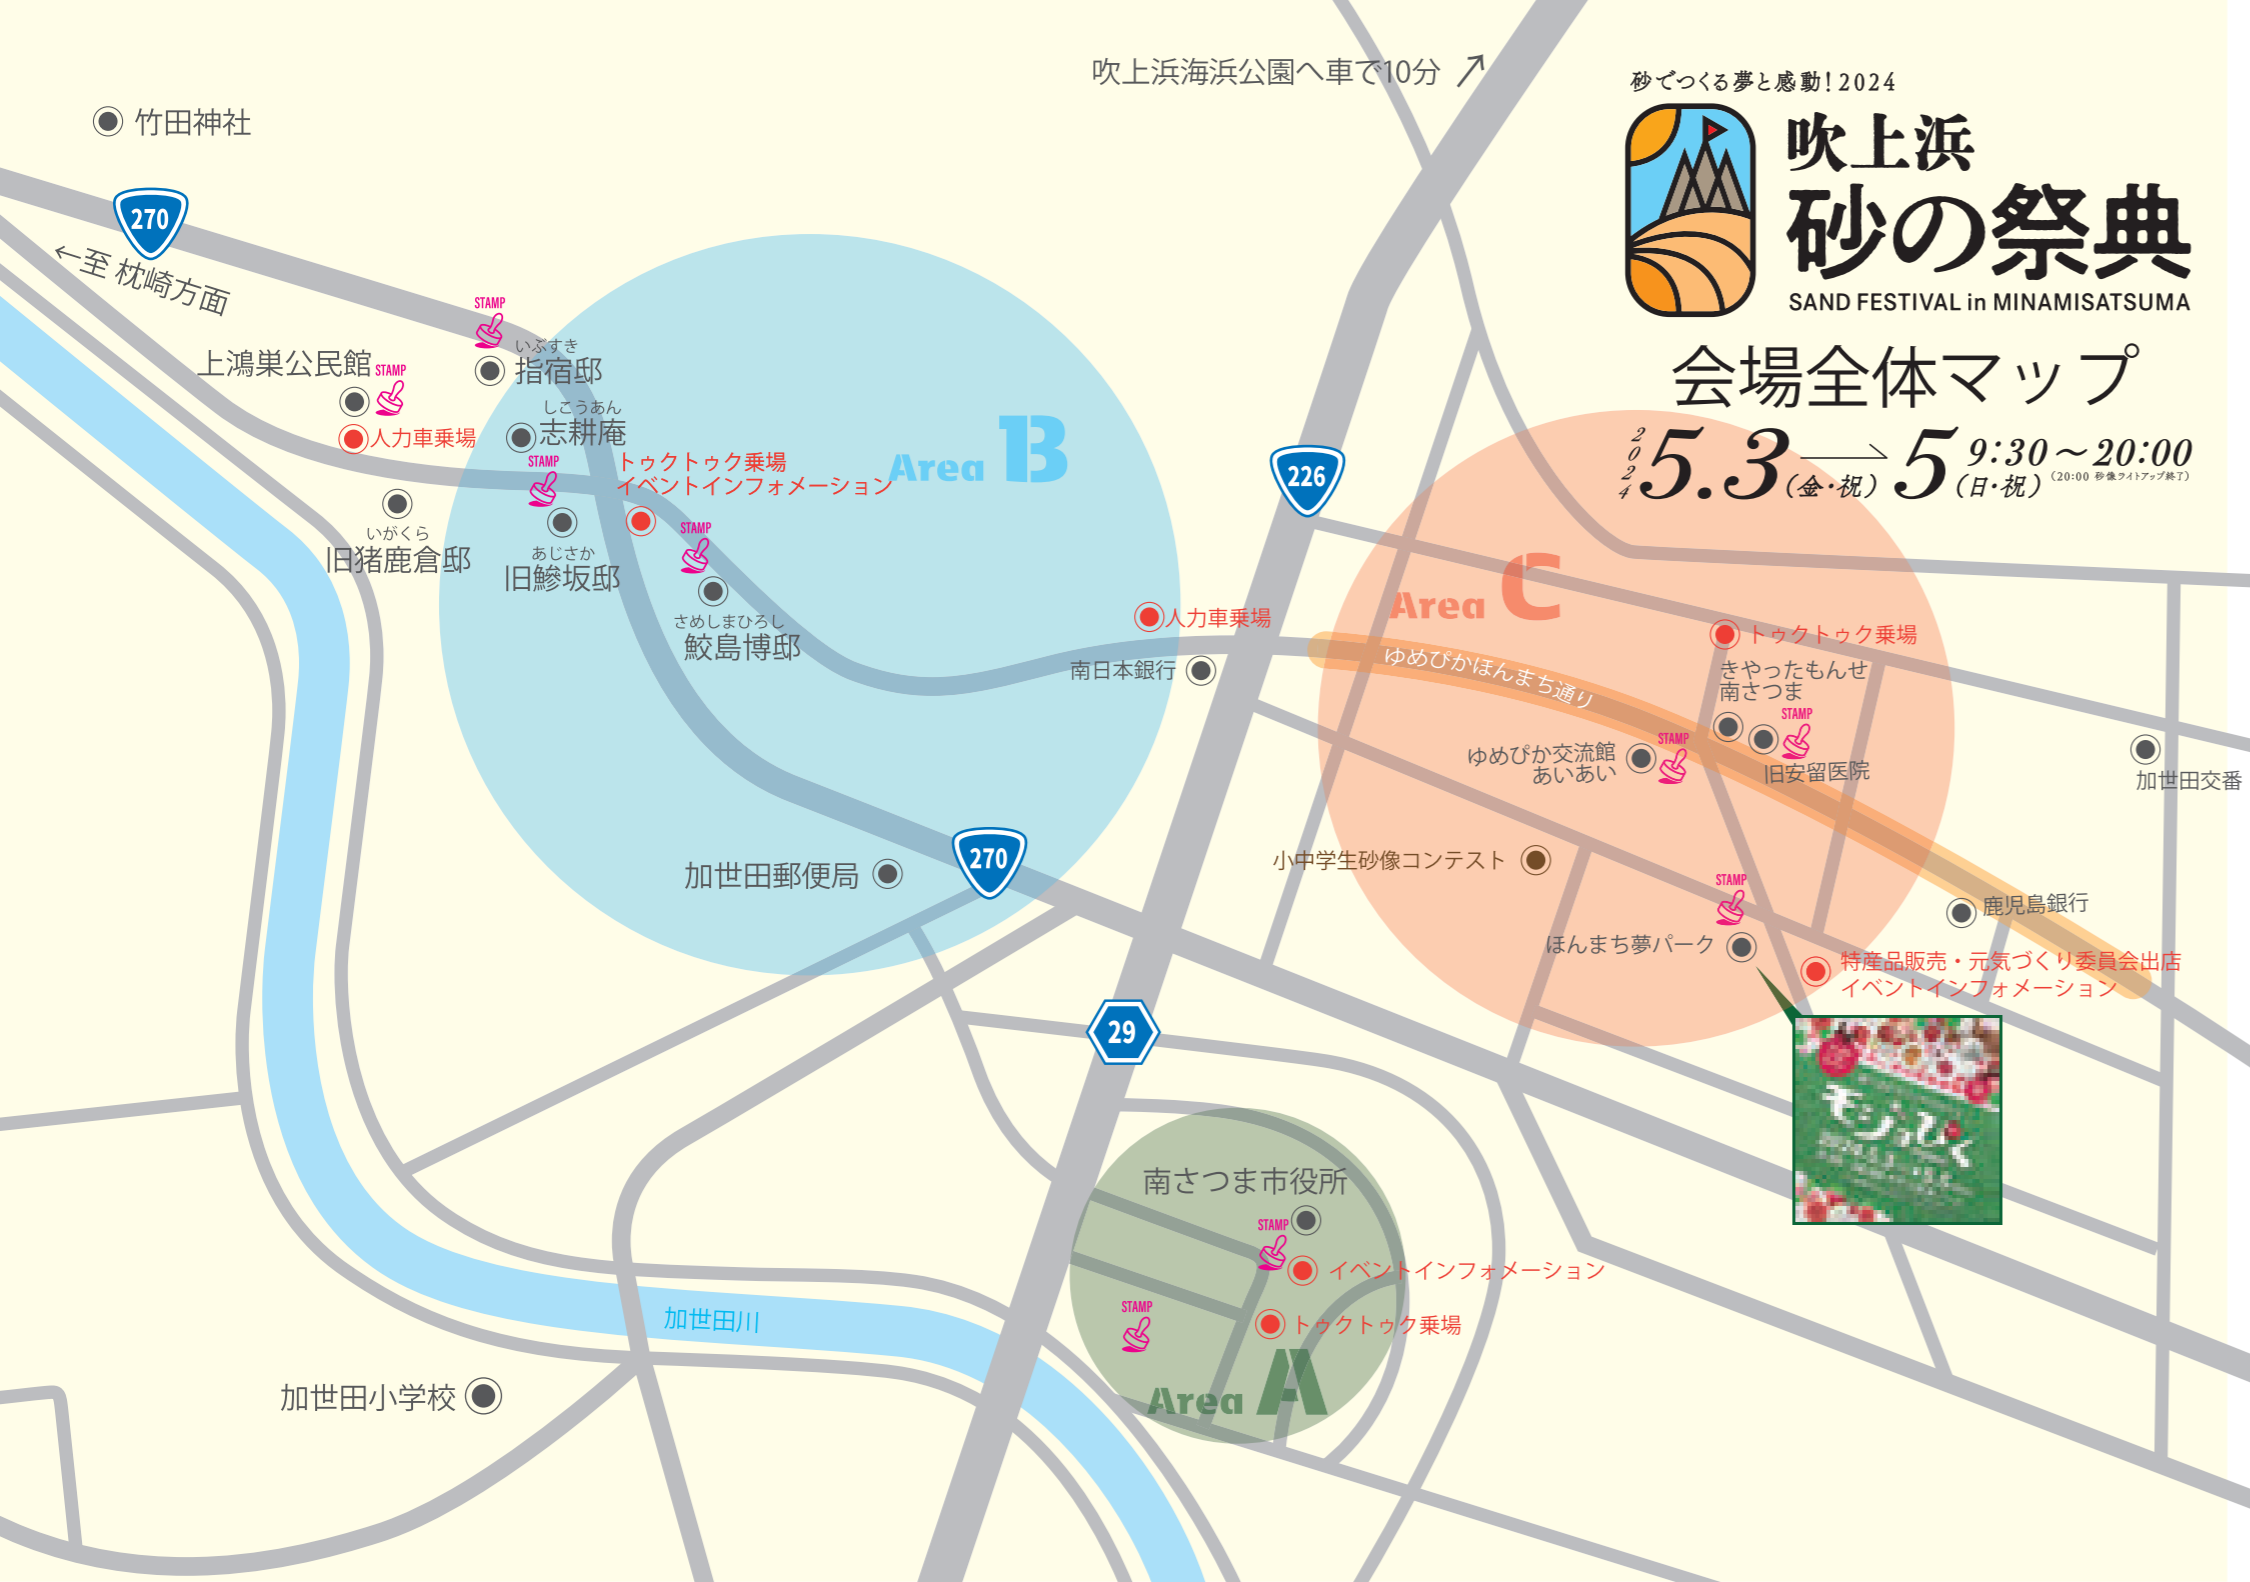 吹上浜海浜公園へ車で10分 ↗
砂でつくる夢と感動!2024
吹上浜
砂の祭典
SAND FESTIVAL in MINAMISATSUMA
会場全体マップ
2024 5.3(金・祝)→5(日・祝) 9:30〜20:00
(20:00 砂像ライトアップ終了)
竹田神社
270
←至 枕崎方面
STAMP
いぶすき
指宿邸
上鴻巣公民館
STAMP
人力車乗場
しこうあん
志耕庵
STAMP
トゥクトゥク乗場
イベントインフォメーション
Area B
いがくら
旧猪鹿倉邸
あじさか
旧鰺坂邸
STAMP
さめしまひろし
鮫島博邸
226
人力車乗場
南日本銀行
Area C
ゆめぴかほんまち通り
トゥクトゥク乗場
きやったもんせ
南さつま
STAMP
旧安留医院
ゆめぴか交流館
あいあい
STAMP
加世田交番
加世田郵便局
270
小中学生砂像コンテスト
STAMP
ほんまち夢パーク
鹿児島銀行
特産品販売・元気づくり委員会出店
イベントインフォメーション
29
南さつま市役所
STAMP
イベントインフォメーション
STAMP
トゥクトゥク乗場
Area A
加世田川
加世田小学校